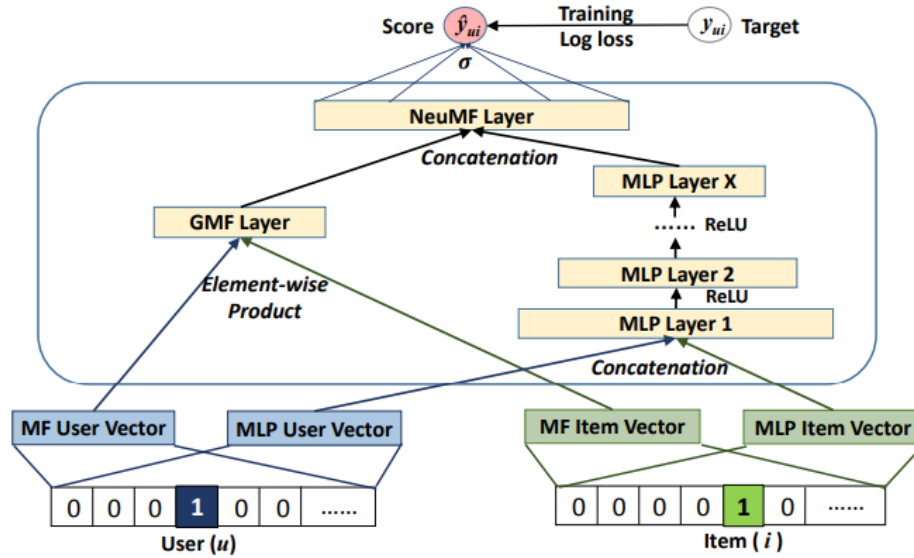 Score ŷui Training yui Target
Log loss
σ
NeuMF Layer
Concatenation
MLP Layer X
GMF Layer
...... ReLU
Element-wise
Product
MLP Layer 2
ReLU
MLP Layer 1
Concatenation
MF User Vector MLP User Vector MF Item Vector MLP Item Vector
0 0 0 1 0 0 ...... 0 0 0 0 1 0 ......
User (u) Item ( i )